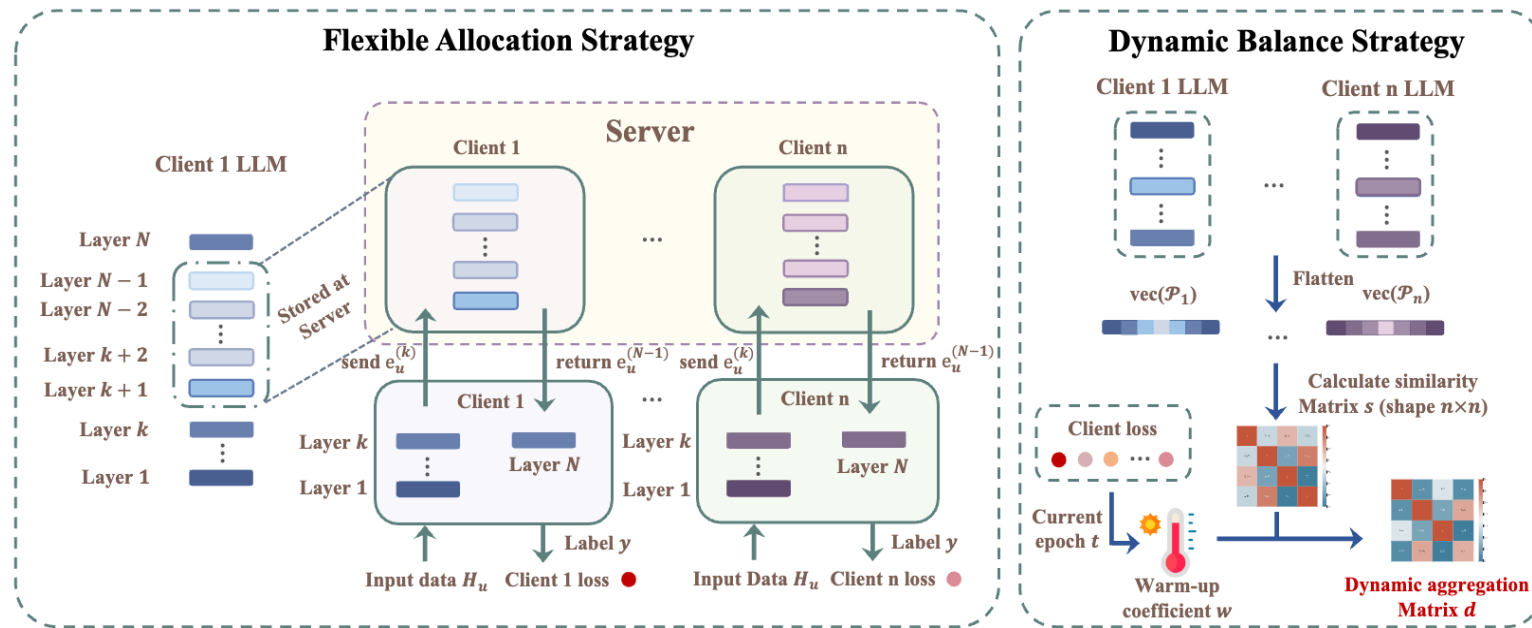 Flexible Allocation Strategy
Server
Client 1 LLM
Client 1
Client n
Layer N
Layer N − 1
Layer N − 2
Layer k + 2
Layer k + 1
Layer k
Layer 1
Stored at
Server
...
send e_u^(k)
return e_u^(N−1)
send e_u^(k)
return e_u^(N−1)
Client 1
...
Client n
Layer k
Layer N
Layer 1
Layer k
Layer N
Layer 1
Label y
Label y
Input data H_u
Client 1 loss
Input Data H_u
Client n loss
Dynamic Balance Strategy
Client 1 LLM
Client n LLM
...
Flatten
vec(𝒫_1)
vec(𝒫_n)
...
Calculate similarity
Matrix s (shape n×n)
Client loss
...
Current
epoch t
Warm-up
coefficient w
Dynamic aggregation
Matrix d